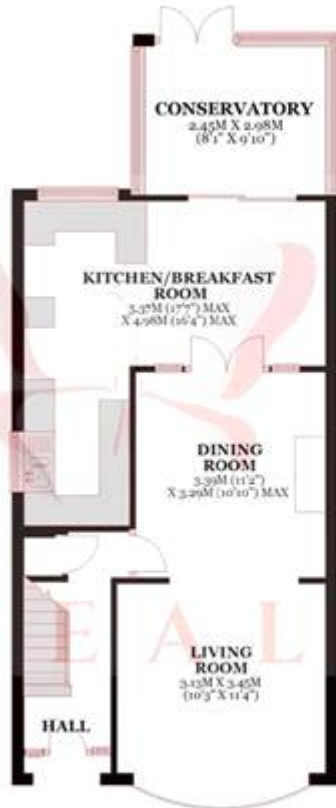 CONSERVATORY
2.45M X 2.98M
(8'1" X 9'10")
KITCHEN/BREAKFAST
ROOM
5.37M (17'7") MAX
X 4.98M (16'4") MAX
DINING
ROOM
3.39M (11'2")
X 3.29M (10'10") MAX
E A L
LIVING
ROOM
3.13M X 3.45M
(10'3" X 11'4")
HALL